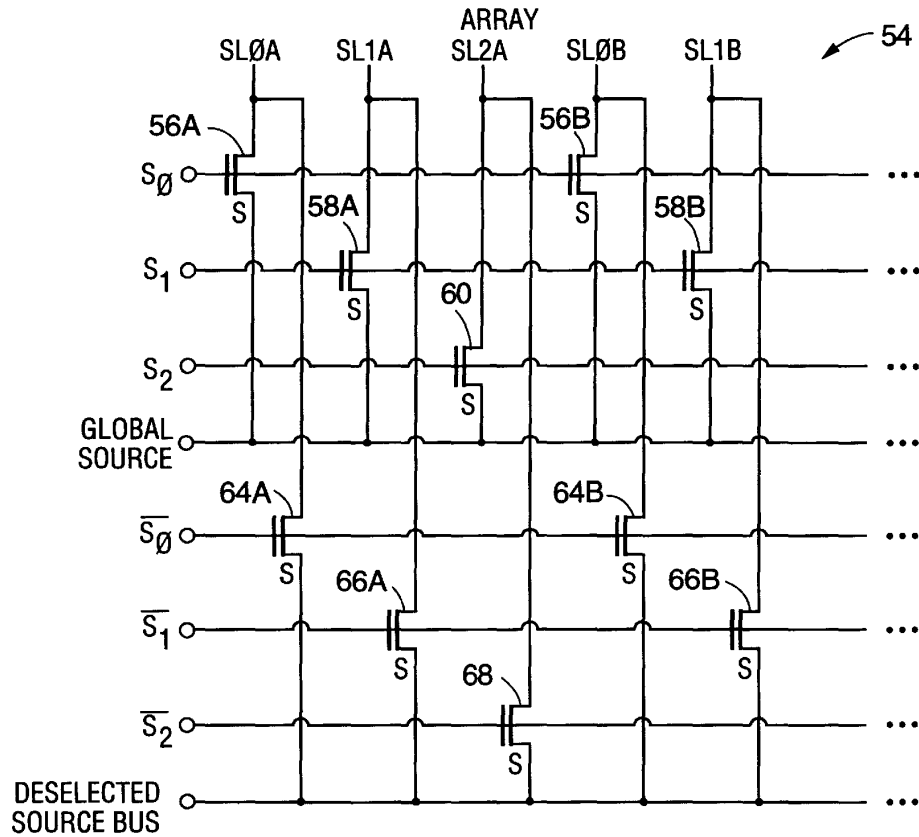 ARRAY
SLØA SL1A SL2A SLØB SL1B
54
56A 56B
SØ
S S
58A 58B
S1
S S
60
S2
S
GLOBAL
SOURCE
64A 64B
S̅Ø̅
S S
66A 66B
S̅1̅
S S
68
S̅2̅
S
DESELECTED
SOURCE BUS